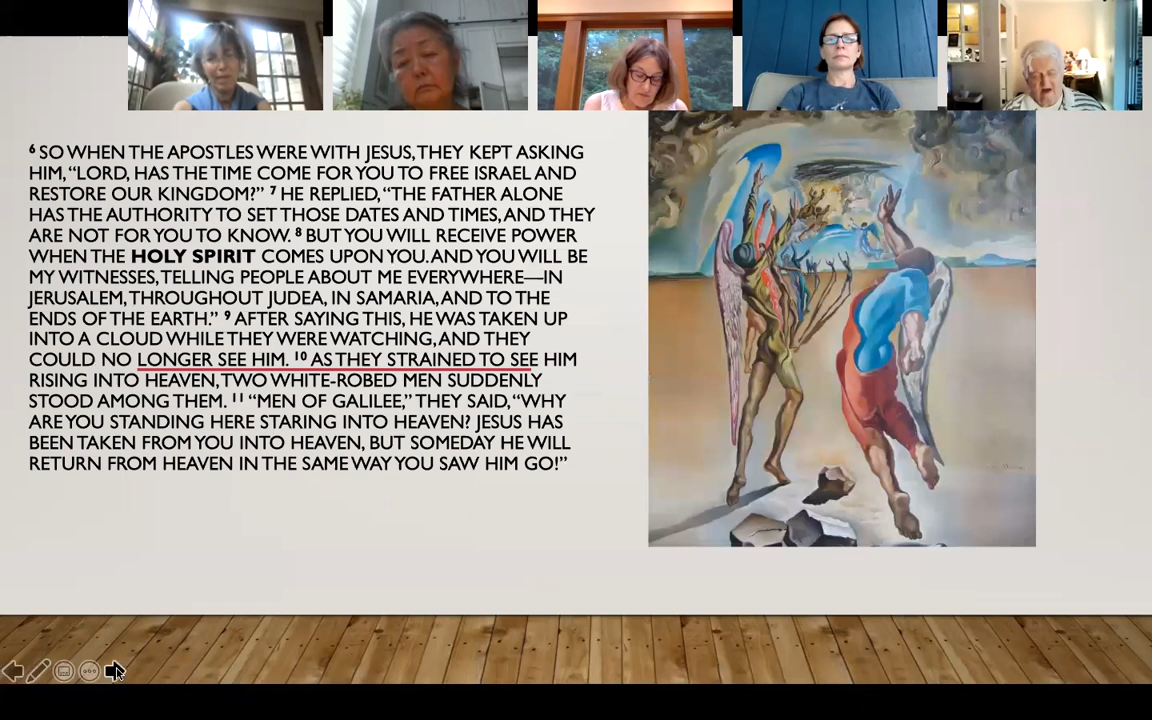 ⁶ SO WHEN THE APOSTLES WERE WITH JESUS, THEY KEPT ASKING
HIM, “LORD, HAS THE TIME COME FOR YOU TO FREE ISRAEL AND
RESTORE OUR KINGDOM?” ⁷ HE REPLIED, “THE FATHER ALONE
HAS THE AUTHORITY TO SET THOSE DATES AND TIMES, AND THEY
ARE NOT FOR YOU TO KNOW. ⁸ BUT YOU WILL RECEIVE POWER
WHEN THE HOLY SPIRIT COMES UPON YOU. AND YOU WILL BE
MY WITNESSES, TELLING PEOPLE ABOUT ME EVERYWHERE—IN
JERUSALEM, THROUGHOUT JUDEA, IN SAMARIA, AND TO THE
ENDS OF THE EARTH.” ⁹ AFTER SAYING THIS, HE WAS TAKEN UP
INTO A CLOUD WHILE THEY WERE WATCHING, AND THEY
COULD NO LONGER SEE HIM. ¹⁰ AS THEY STRAINED TO SEE HIM
RISING INTO HEAVEN, TWO WHITE-ROBED MEN SUDDENLY
STOOD AMONG THEM. ¹¹ “MEN OF GALILEE,” THEY SAID, “WHY
ARE YOU STANDING HERE STARING INTO HEAVEN? JESUS HAS
BEEN TAKEN FROM YOU INTO HEAVEN, BUT SOMEDAY HE WILL
RETURN FROM HEAVEN IN THE SAME WAY YOU SAW HIM GO!”